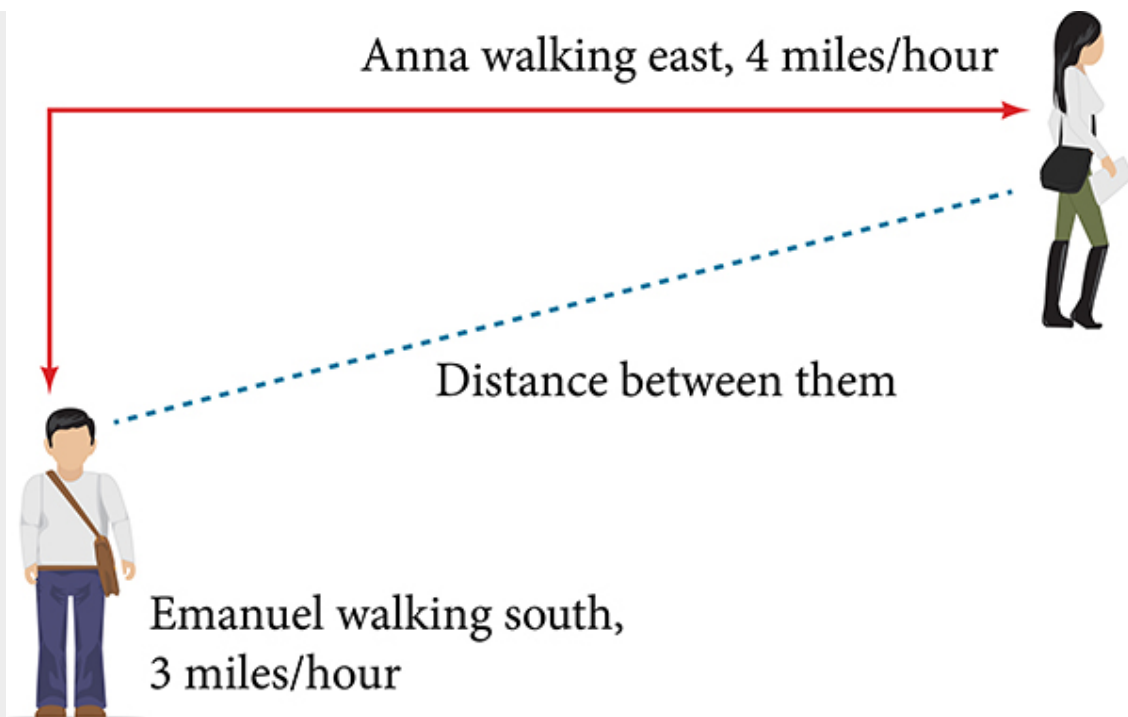 Anna walking east, 4 miles/hour
Distance between them
Emanuel walking south,
3 miles/hour